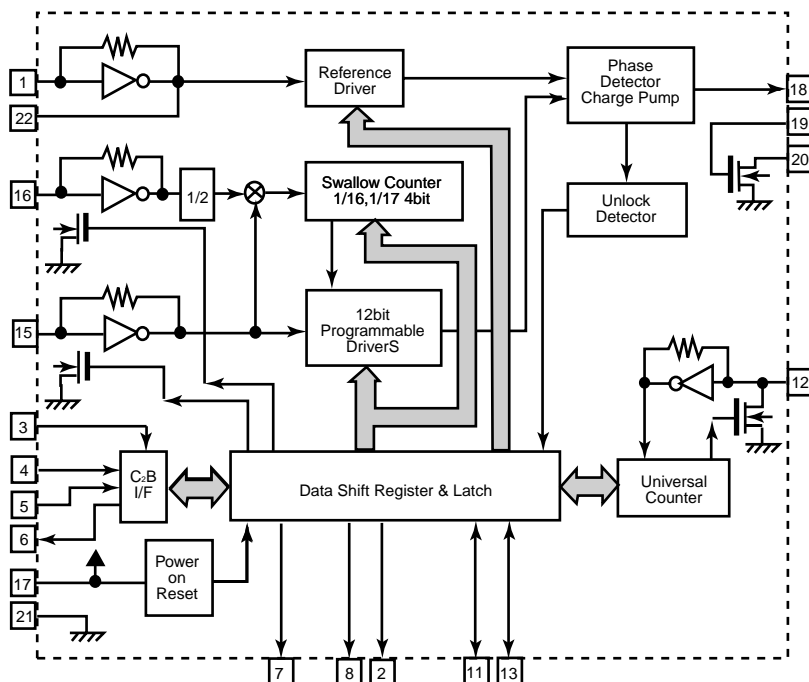 1
22
16
15
3
4
5
6
17
21
Reference
Driver
Phase
Detector
Charge Pump
18
19
20
1/2
Swallow Counter
1/16,1/17 4bit
Unlock
Detector
12bit
Programmable
DriverS
12
C2B
I/F
Data Shift Register & Latch
Universal
Counter
Power
on
Reset
7
8
2
11
13